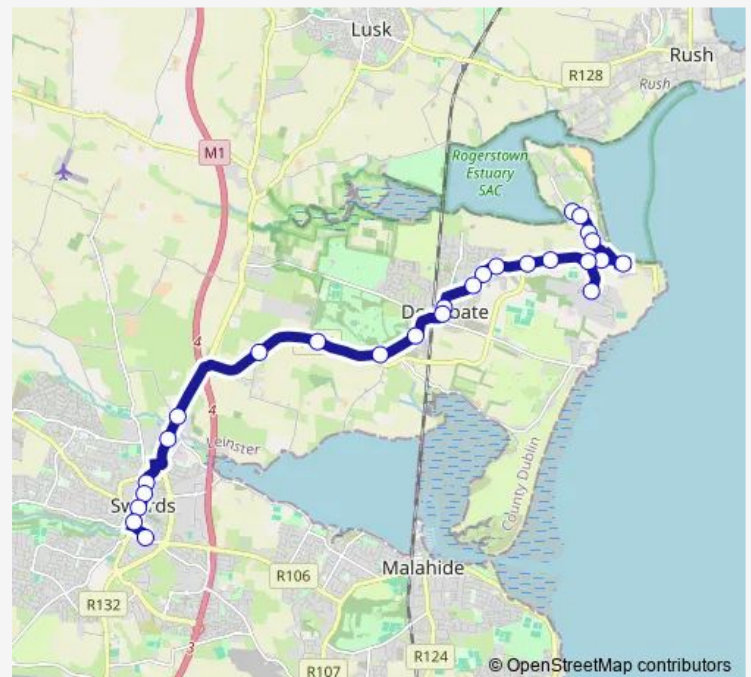 Lusk
Rush
R128
Rush
M1
Rogerstown
Estuary
SAC
4
4
Leinster
County Dublin
Malahide
R106
R132
3
R107
R124
© OpenStreetMap contributors